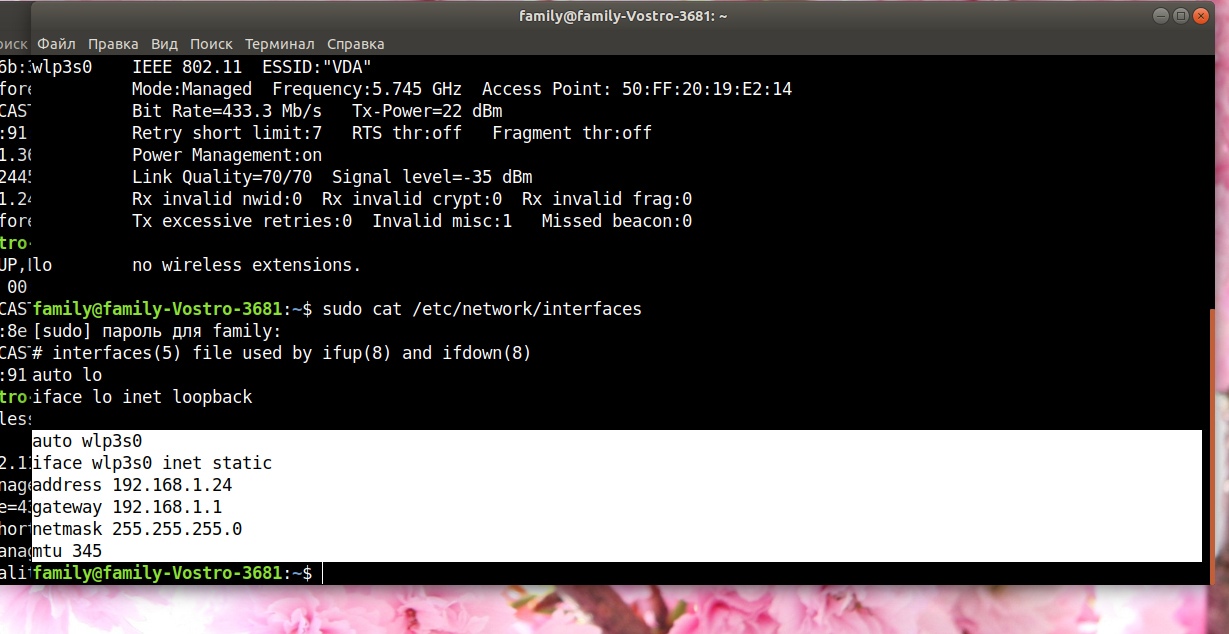 family@family-Vostro-3681: ~
оиск Файл Правка Вид Поиск Терминал Справка
wlp3s0    IEEE 802.11  ESSID:"VDA"
Mode:Managed  Frequency:5.745 GHz  Access Point: 50:FF:20:19:E2:14
Bit Rate=433.3 Mb/s   Tx-Power=22 dBm
Retry short limit:7   RTS thr:off   Fragment thr:off
Power Management:on
Link Quality=70/70  Signal level=-35 dBm
Rx invalid nwid:0  Rx invalid crypt:0  Rx invalid frag:0
Tx excessive retries:0  Invalid misc:1   Missed beacon:0
lo        no wireless extensions.
family@family-Vostro-3681:~$ sudo cat /etc/network/interfaces
[sudo] пароль для family:
# interfaces(5) file used by ifup(8) and ifdown(8)
auto lo
iface lo inet loopback
auto wlp3s0
iface wlp3s0 inet static
address 192.168.1.24
gateway 192.168.1.1
netmask 255.255.255.0
mtu 345
family@family-Vostro-3681:~$